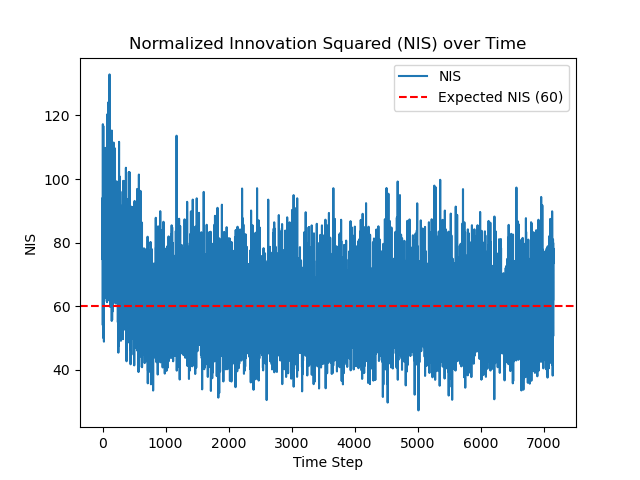 Normalized Innovation Squared (NIS) over Time
NIS
Expected NIS (60)
NIS
120
100
80
60
40
0 1000 2000 3000 4000 5000 6000 7000
Time Step